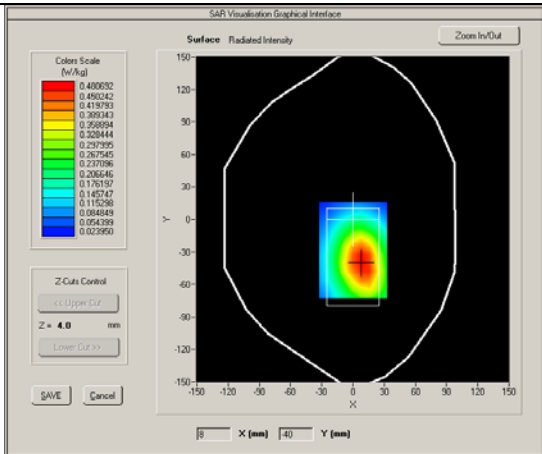 SAR Visualisation Graphical Interface
Surface Radiated Intensity
Zoom In/Out
Colors Scale
(W/kg)
0.480692
0.450242
0.419793
0.389343
0.358894
0.328444
0.297995
0.267545
0.237096
0.206646
0.176197
0.145747
0.115298
0.084849
0.054399
0.023950
Z-Cuts Control
<< Upper Cut
Z = 4.0 mm
Lower Cut >>
SAVE Cancel
150-
120-
90-
60-
30-
0-
-30-
-60-
-90-
-120-
-150-
Y
-150 -120 -90 -60 -30 0 30 60 90 120 150
X
8 X (mm) -40 Y (mm)